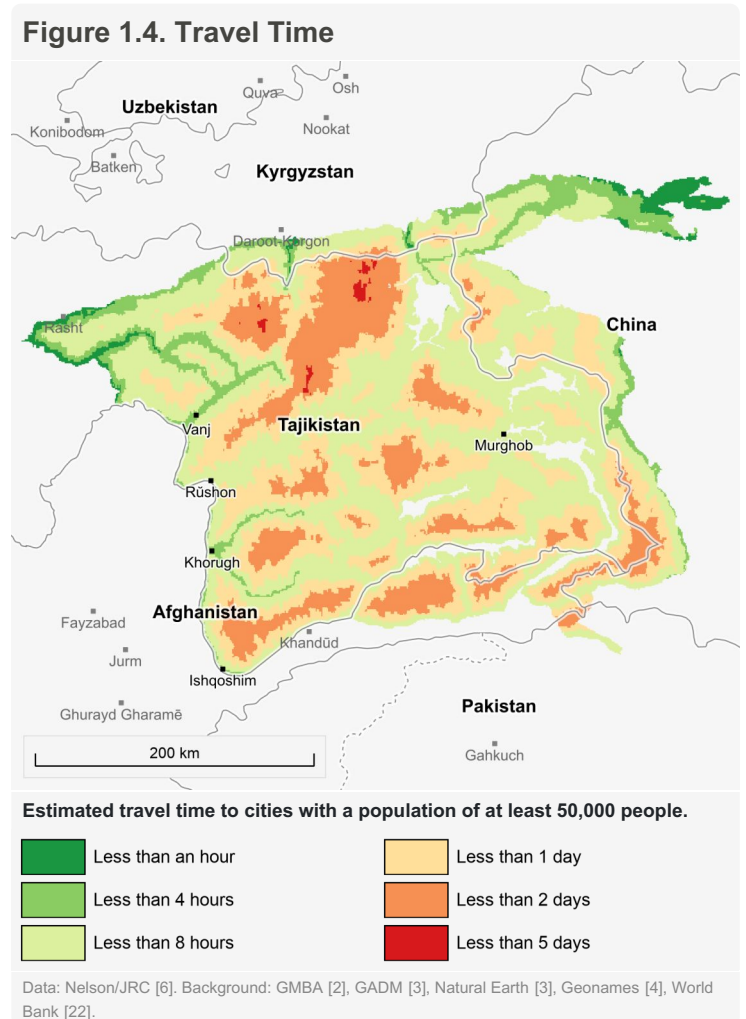 Figure 1.4. Travel Time
Uzbekistan
Quva
Osh
Konibodom
Nookat
Batken
Kyrgyzstan
Daroot-Korgon
Rasht
China
Vanj
Tajikistan
Murghob
Rŭshon
Khorugh
Afghanistan
Fayzabad
Khandūd
Jurm
Ishqoshim
Ghurayd Gharamē
Pakistan
Gahkuch
200 km
Estimated travel time to cities with a population of at least 50,000 people.
Less than an hour
Less than 1 day
Less than 4 hours
Less than 2 days
Less than 8 hours
Less than 5 days
Data: Nelson/JRC [6]. Background: GMBA [2], GADM [3], Natural Earth [3], Geonames [4], World
Bank [22].